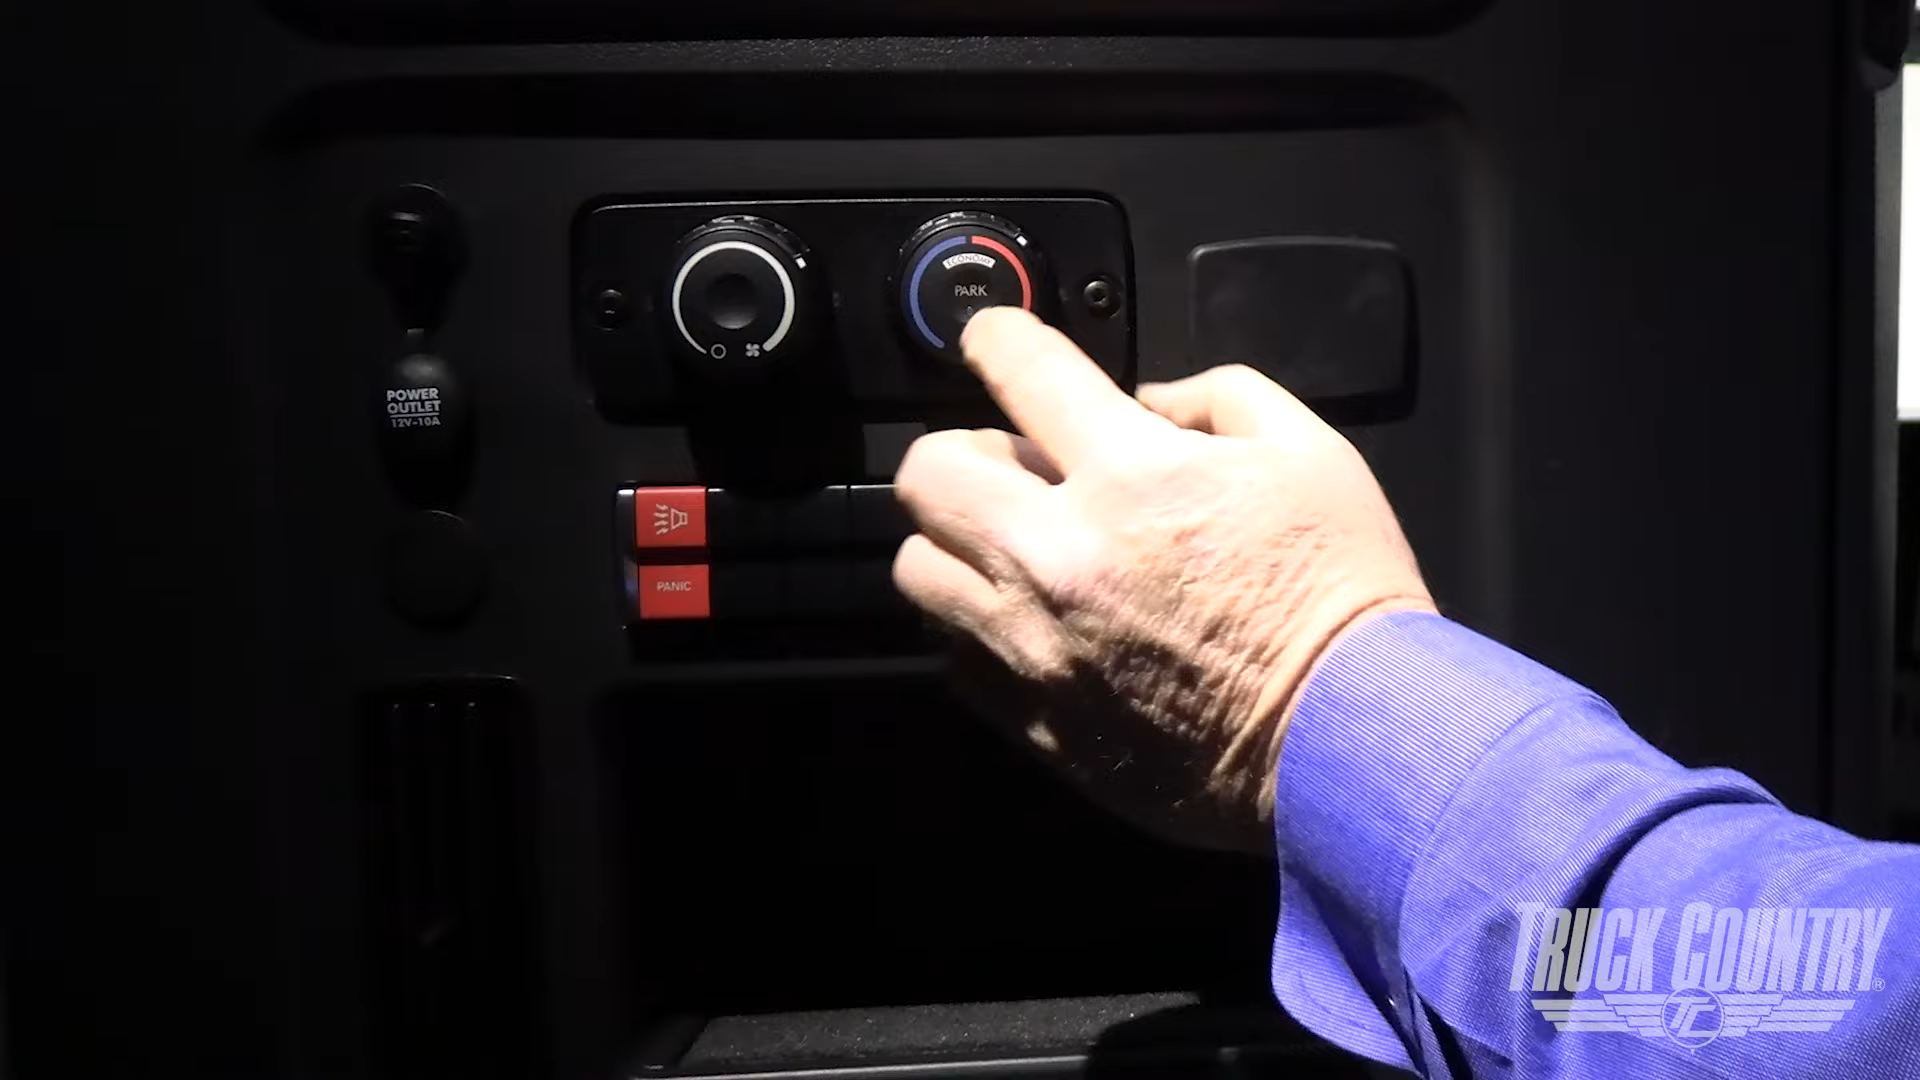 ECONOMY
PARK
POWER
OUTLET
12V-10A
PANIC
TRUCK COUNTRY®
TC